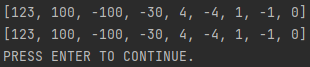 [123, 100, -100, -30, 4, -4, 1, -1, 0]
[123, 100, -100, -30, 4, -4, 1, -1, 0]
PRESS ENTER TO CONTINUE.